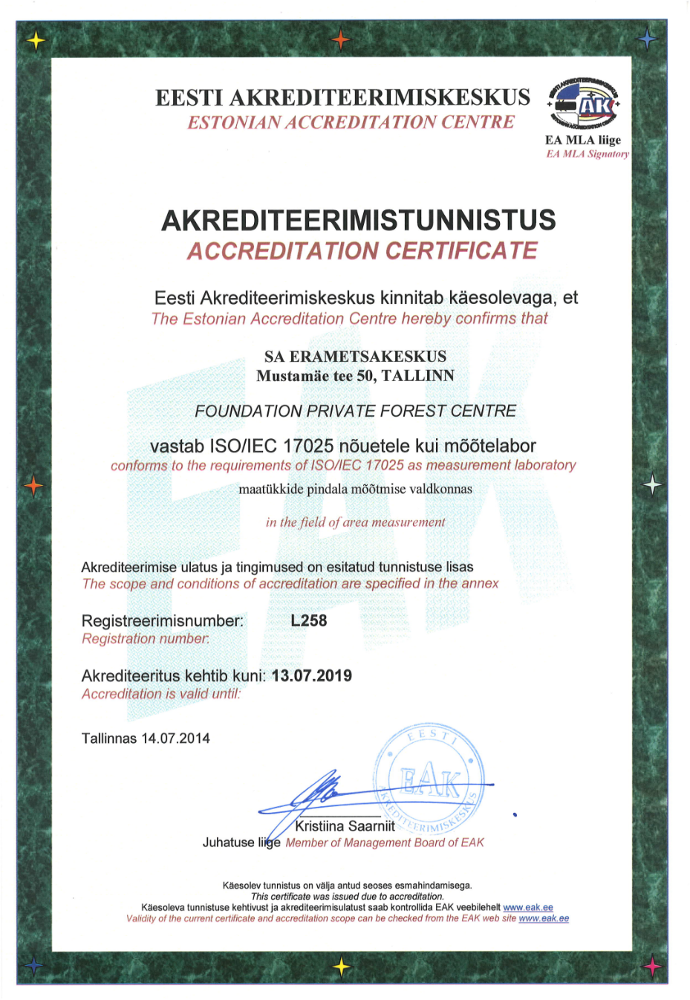 EESTI AKREDITEERIMISKESKUS
ESTONIAN ACCREDITATION CENTRE
EESTI AKREDITEERIMISKESKUS
EAK
ESTONIAN ACCREDITATION CENTRE
EA MLA liige
EA MLA Signatory
AKREDITEERIMISTUNNISTUS
ACCREDITATION CERTIFICATE
Eesti Akrediteerimiskeskus kinnitab käesolevaga, et
The Estonian Accreditation Centre hereby confirms that
SA ERAMETSAKESKUS
Mustamäe tee 50, TALLINN
FOUNDATION PRIVATE FOREST CENTRE
vastab ISO/IEC 17025 nõuetele kui mõõtelabor
conforms to the requirements of ISO/IEC 17025 as measurement laboratory
maatükkide pindala mõõtmise valdkonnas
in the field of area measurement
EAK
Akrediteerimise ulatus ja tingimused on esitatud tunnistuse lisas
The scope and conditions of accreditation are specified in the annex
Registreerimisnumber: L258
Registration number:
Akrediteeritus kehtib kuni: 13.07.2019
Accreditation is valid until:
Tallinnas 14.07.2014
EESTI
EAK
AKREDITEERIMISKESKUS
Kristiina Saarniit
Juhatuse liige Member of Management Board of EAK
Käesolev tunnistus on välja antud seoses esmahindamisega.
This certificate was issued due to accreditation.
Käesoleva tunnistuse kehtivust ja akrediteerimisulatust saab kontrollida EAK veebilehelt www.eak.ee
Validity of the current certificate and accreditation scope can be checked from the EAK web site www.eak.ee